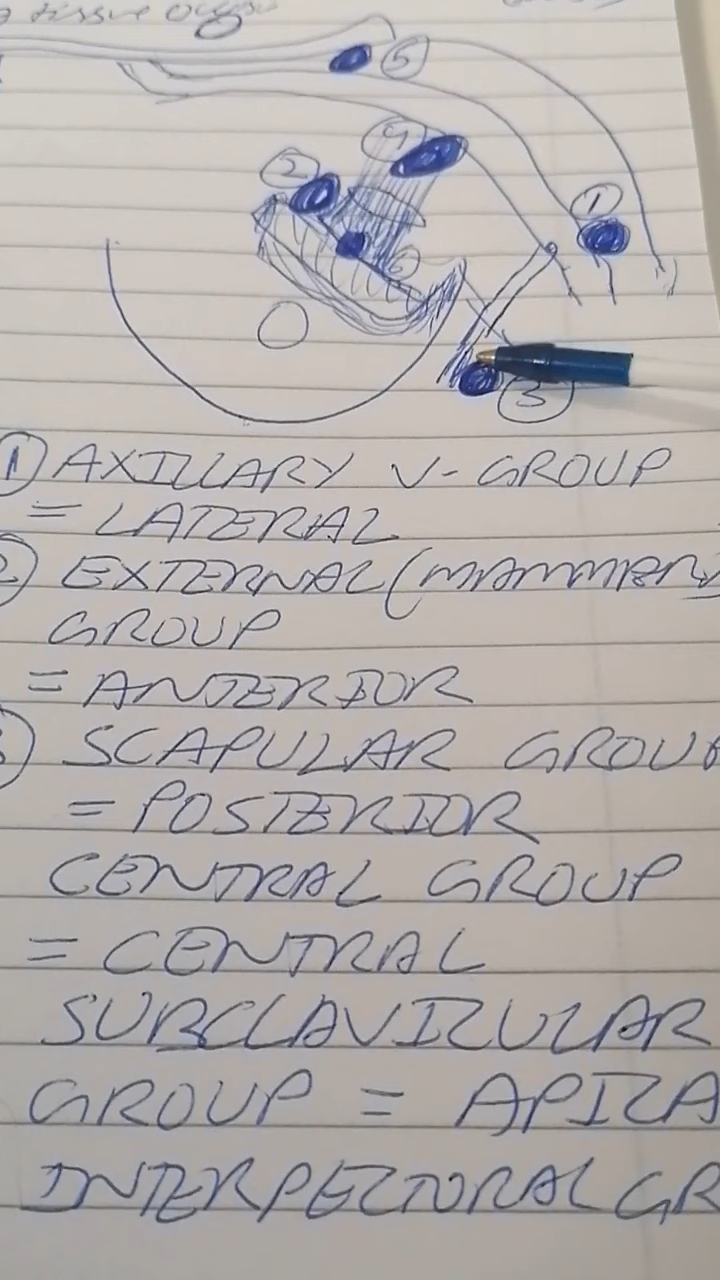 tissue
5
4
2
1
6
3
1 AXILLARY V-GROUP
= LATERAL
2 EXTERNAL (MAMMARY
GROUP
= ANTERIOR
3 SCAPULAR GROUP
= POSTERIOR
CENTRAL GROUP
= CENTRAL
SUBCLAVICULAR
GROUP = APICA
INTERPECTORAL GR